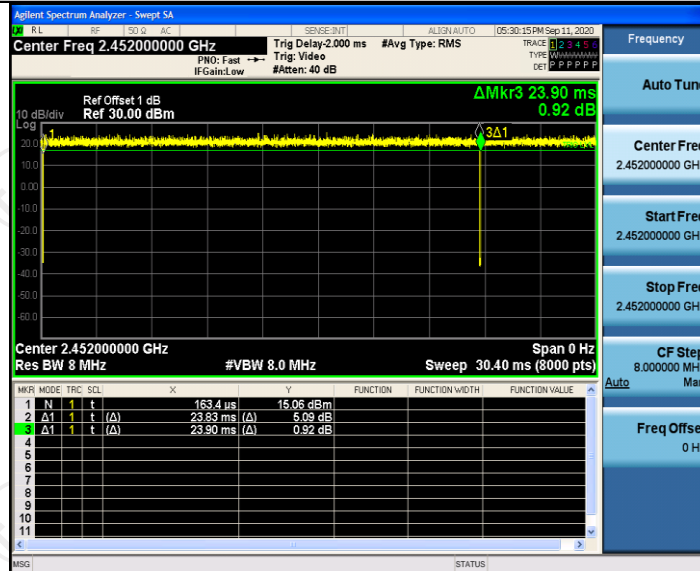 Agilent Spectrum Analyzer - Swept SA
RL RF 50 Ω AC SENSE:INT ALIGN AUTO 05:30:15 PM Sep 11, 2020
Center Freq 2.452000000 GHz
PNO: Fast
IFGain:Low
Trig Delay-2.000 ms
Trig: Video
#Atten: 40 dB
#Avg Type: RMS
TRACE 1 2 3 4 5 6
TYPE W
DET P P P P P P
Frequency
Auto Tune
ΔMkr3 23.90 ms
0.92 dB
Ref Offset 1 dB
10 dB/div Ref 30.00 dBm
Log
1
3Δ1
20.0
10.0
0.00
-10.0
-20.0
-30.0
-40.0
-50.0
-60.0
Center Freq
2.452000000 GHz
Start Freq
2.452000000 GHz
Stop Freq
2.452000000 GHz
Center 2.452000000 GHz Span 0 Hz
Res BW 8 MHz #VBW 8.0 MHz Sweep 30.40 ms (8000 pts)
CF Step
8.000000 MHz
Auto Man
MKR MODE TRC SCL X Y FUNCTION FUNCTION WIDTH FUNCTION VALUE
1 N 1 t 163.4 µs 15.06 dBm
2 Δ1 1 t (Δ) 23.83 ms (Δ) 5.09 dB
3 Δ1 1 t (Δ) 23.90 ms (Δ) 0.92 dB
4
5
6
7
8
9
10
11
Freq Offset
0 Hz
MSG STATUS